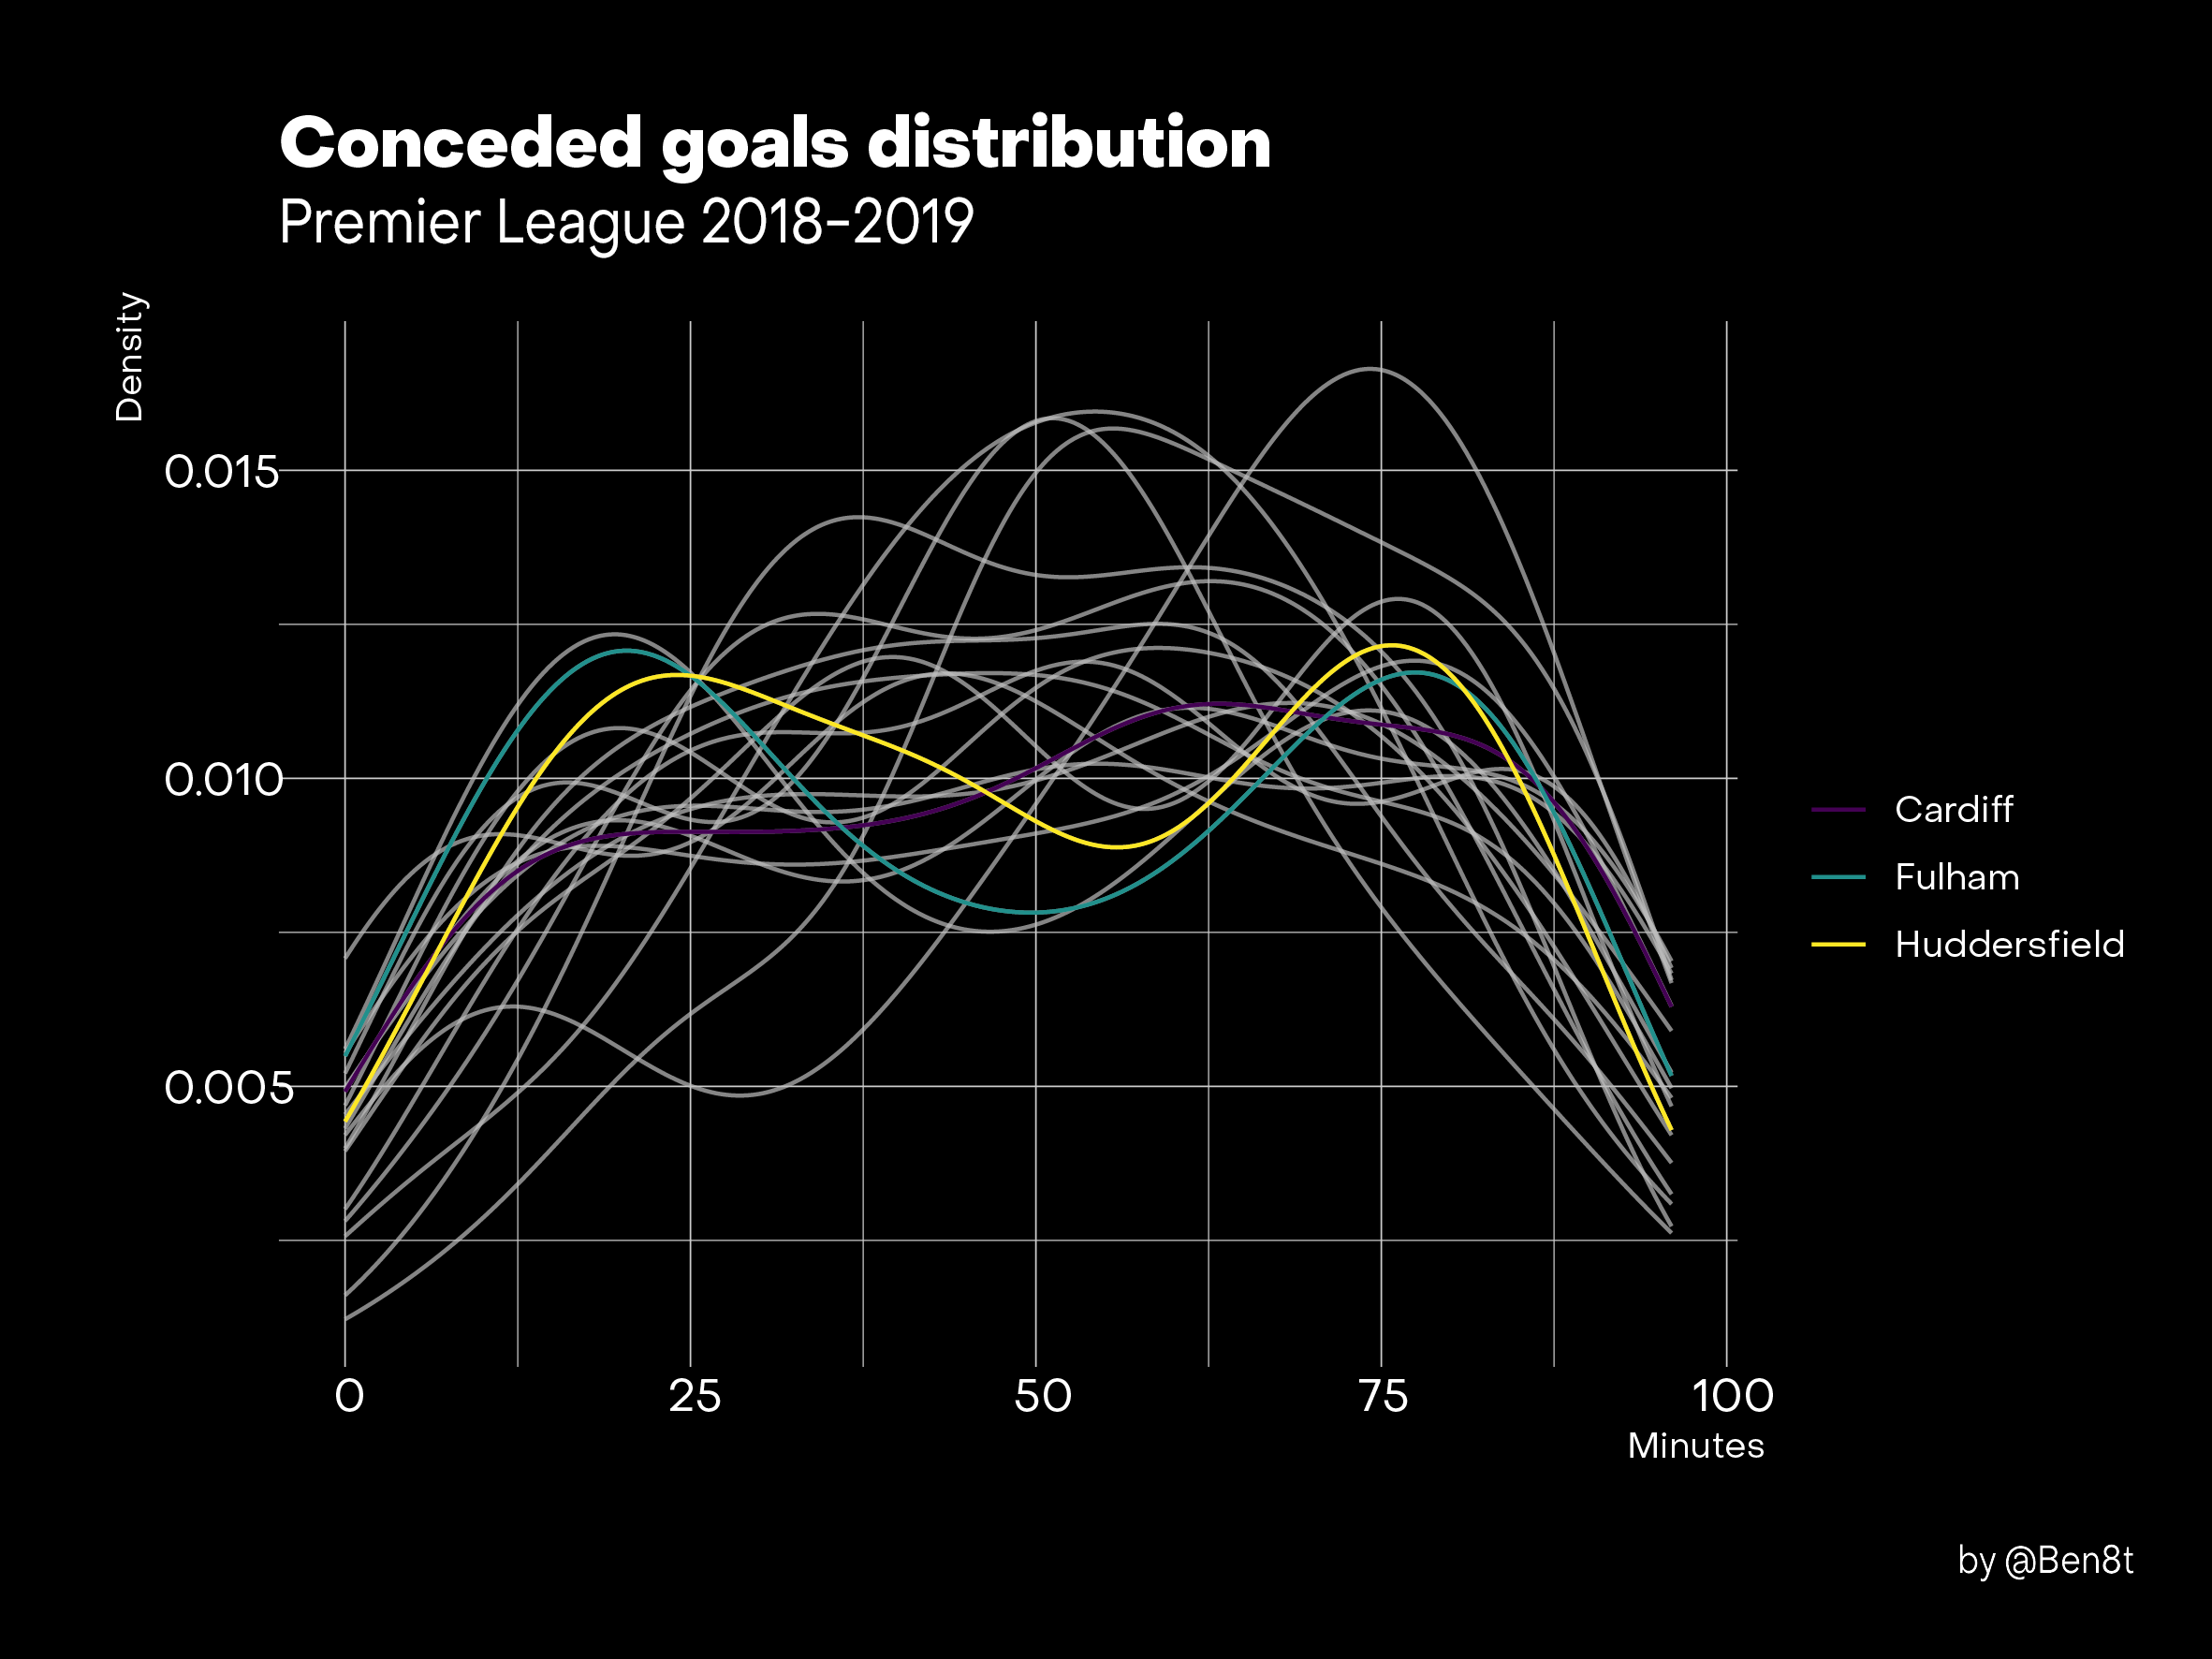 Conceded goals distribution
Premier League 2018-2019
Density
0.015
0.010
0.005
0
25
50
75
100
Minutes
Cardiff
Fulham
Huddersfield
by @Ben8t